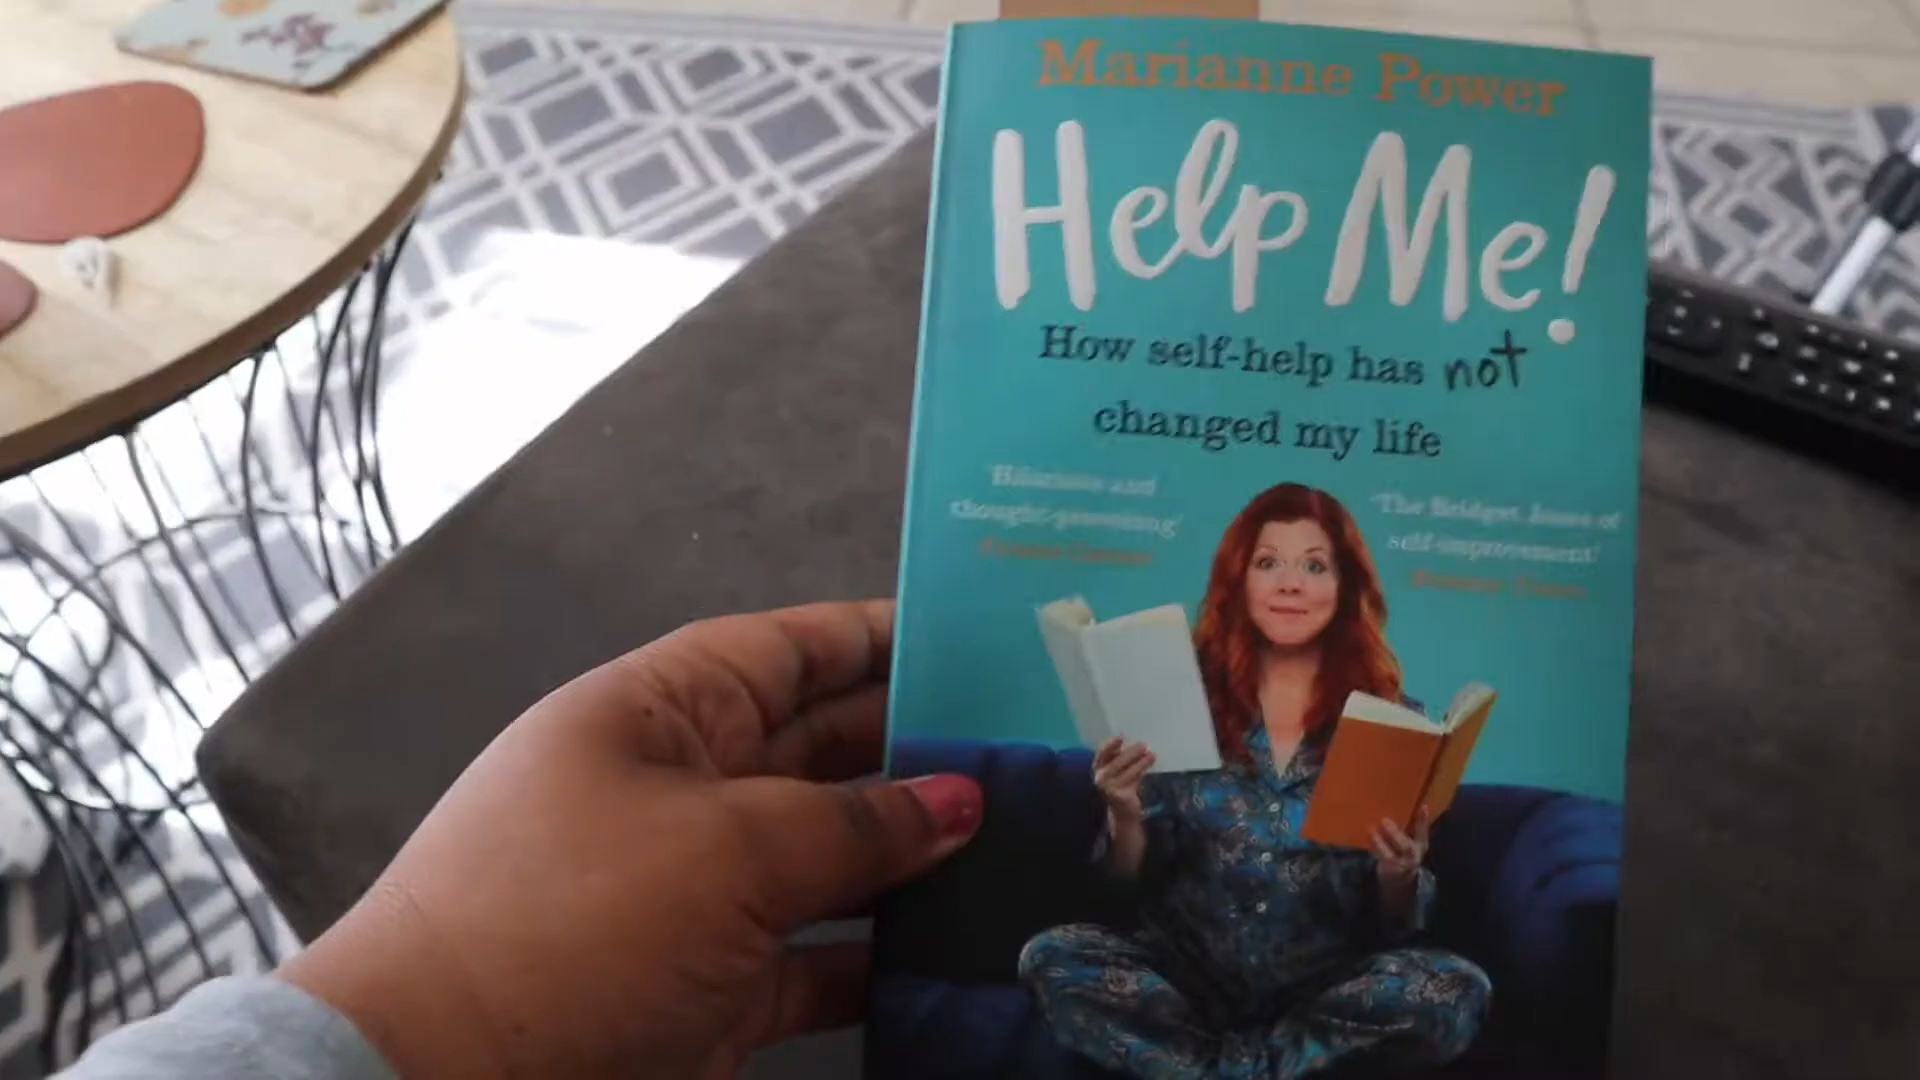 Marianne Power
Help Me!
How self-help has not
changed my life
'Hilarious and
thought-provoking'
'The Bridget Jones of
self-improvement'